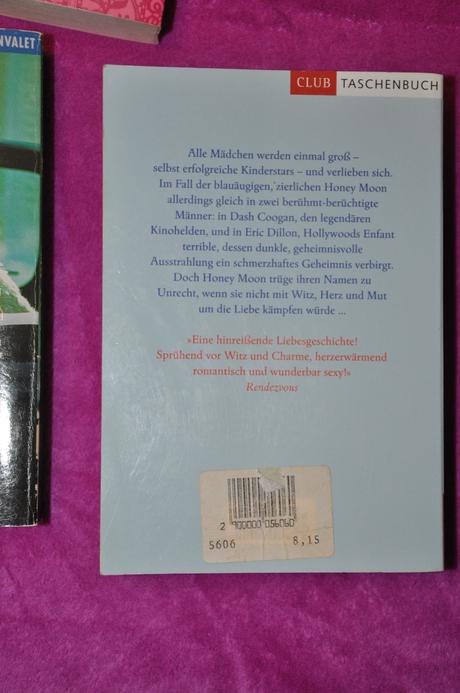 NVALET
CLUB TASCHENBUCH
Alle Mädchen werden einmal groß –
selbst erfolgreiche Kinderstars – und verlieben sich.
Im Fall der blauäugigen, zierlichen Honey Moon
allerdings gleich in zwei berühmt-berüchtigte
Männer: in Dash Coogan, den legendären
Kinohelden, und in Eric Dillon, Hollywoods Enfant
terrible, dessen dunkle, geheimnisvolle
Ausstrahlung ein schmerzhaftes Geheimnis verbirgt.
Doch Honey Moon trüge ihren Namen zu
Unrecht, wenn sie nicht mit Witz, Herz und Mut
um die Liebe kämpfen würde ...
»Eine hinreißende Liebesgeschichte!
Sprühend vor Witz und Charme, herzerwärmend
romantisch und wunderbar sexy!«
Rendezvous
2 900000 056060
5606 8,15